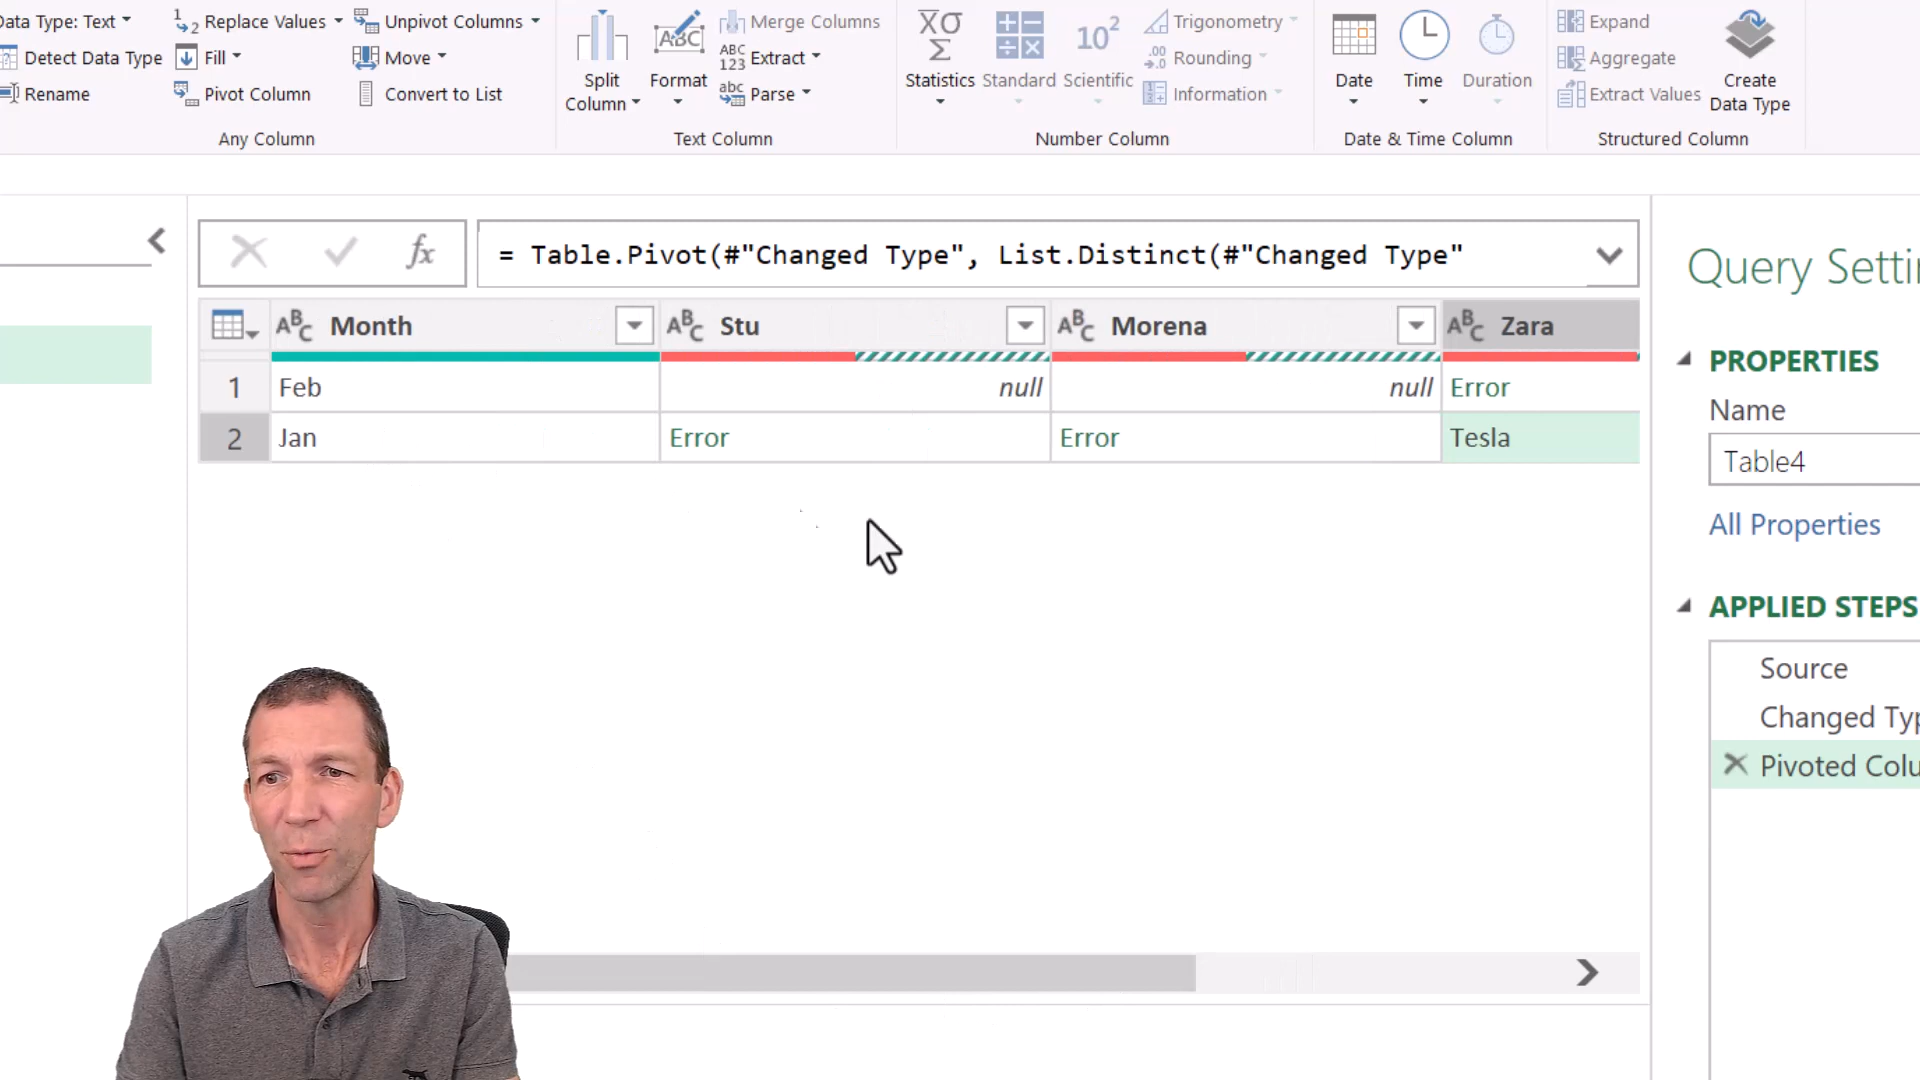 Data Type: Text
Replace Values
Unpivot Columns
Detect Data Type
Fill
Move
Rename
Pivot Column
Convert to List
Any Column
Split Column
Format
Merge Columns
Extract
Parse
Text Column
Statistics
Standard
Scientific
Trigonometry
Rounding
Information
Number Column
Date
Time
Duration
Date & Time Column
Expand
Aggregate
Extract Values
Create Data Type
Structured Column
fx = Table.Pivot(#"Changed Type", List.Distinct(#"Changed Type"
Month Stu Morena Zara
1 Feb null null Error
2 Jan Error Error Tesla
Query Setti
PROPERTIES
Name
Table4
All Properties
APPLIED STEPS
Source
Changed Typ
Pivoted Colu